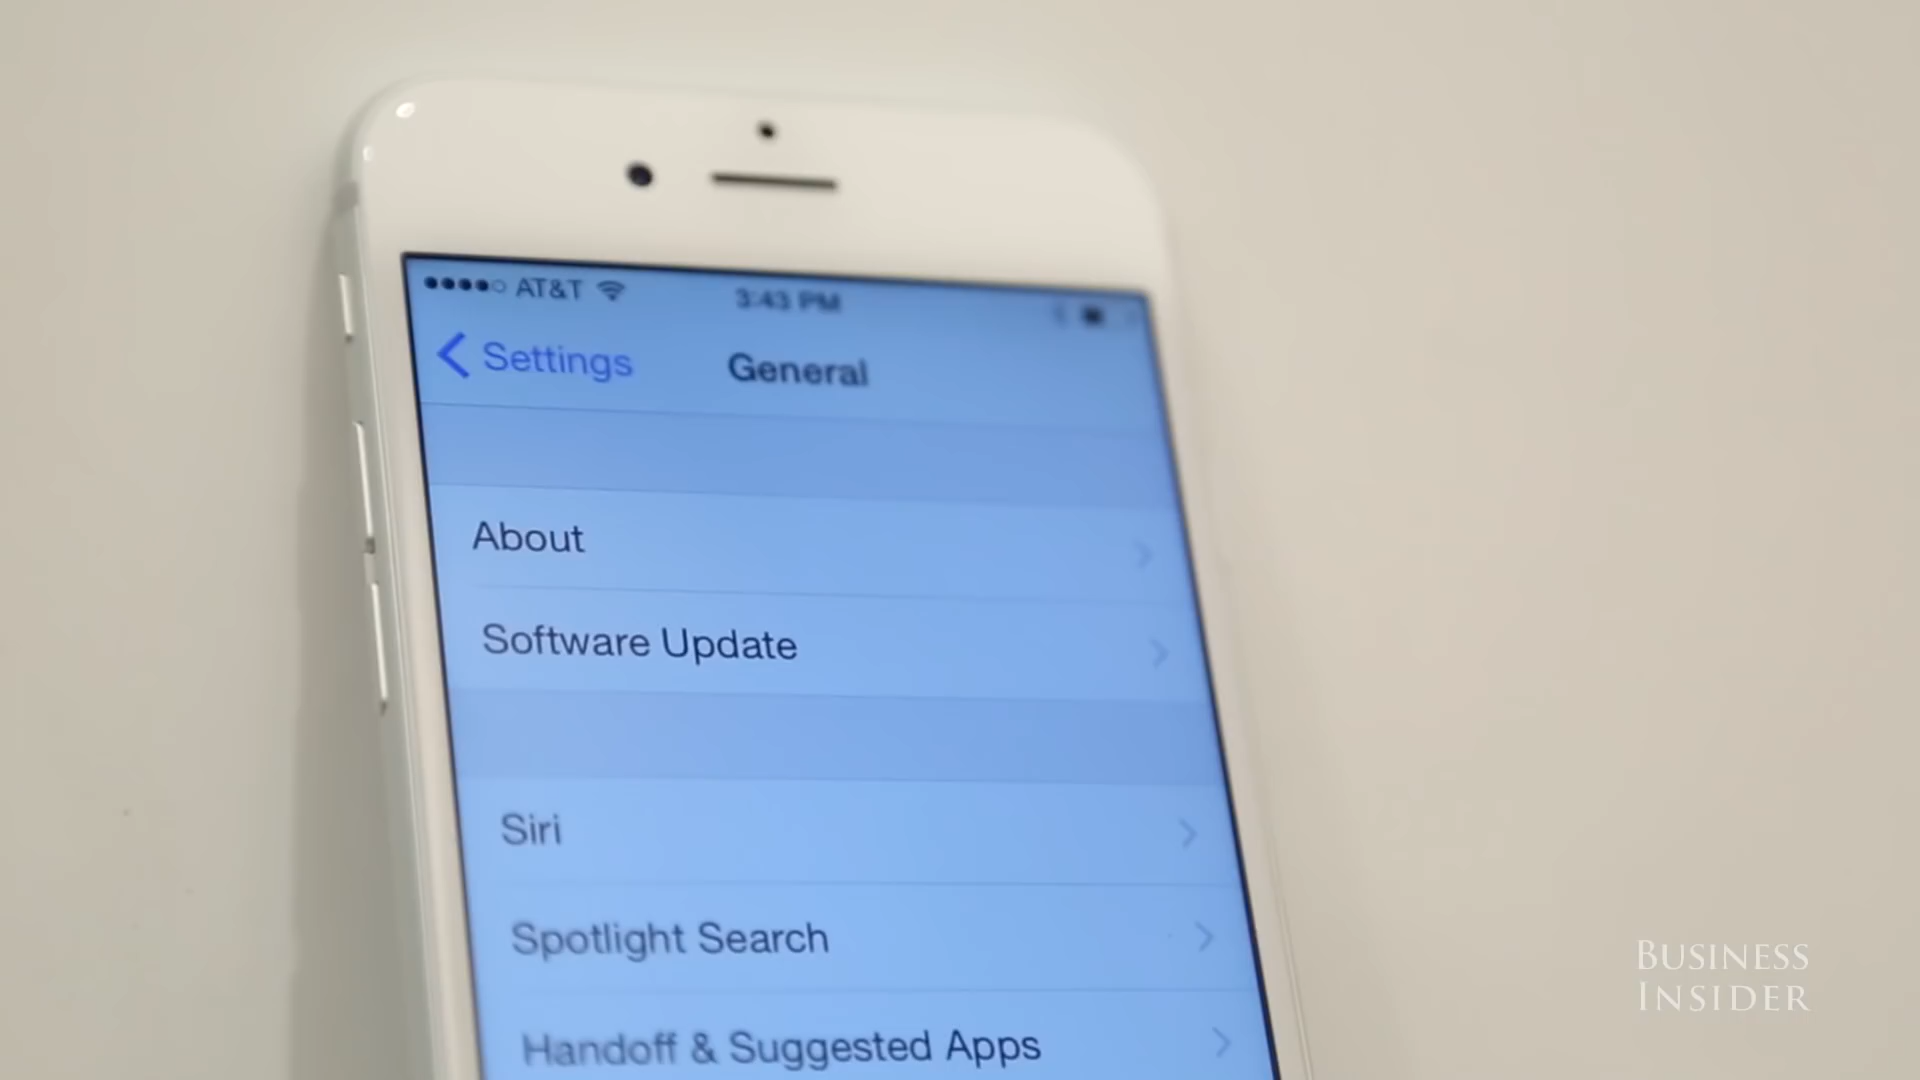 AT&T
3:43 PM
Settings
General
About
Software Update
Siri
Spotlight Search
Handoff & Suggested Apps
BUSINESS
INSIDER